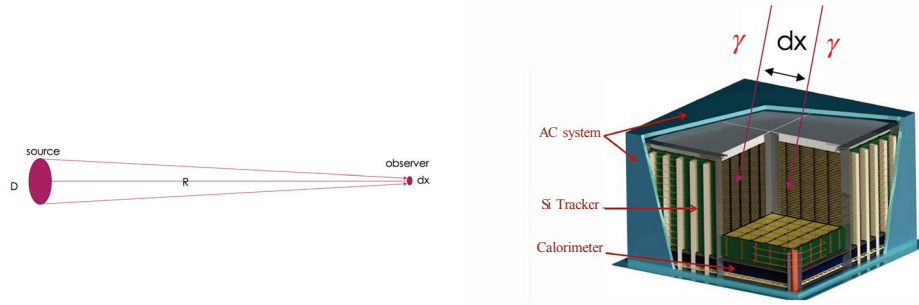 source
D
R
observer
dx
γ
dx
γ
AC system
Si Tracker
Calorimeter